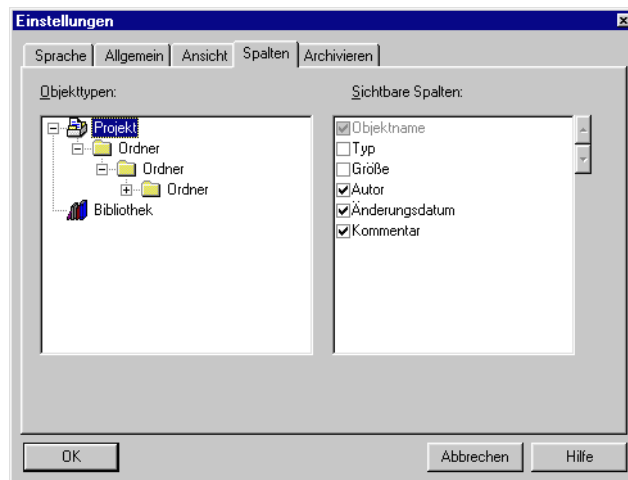 Einstellungen
Sprache Allgemein Ansicht Spalten Archivieren
Objekttypen:
Projekt
Ordner
Ordner
Ordner
Bibliothek
Sichtbare Spalten:
Objektname
Typ
Größe
Autor
Änderungsdatum
Kommentar
OK Abbrechen Hilfe